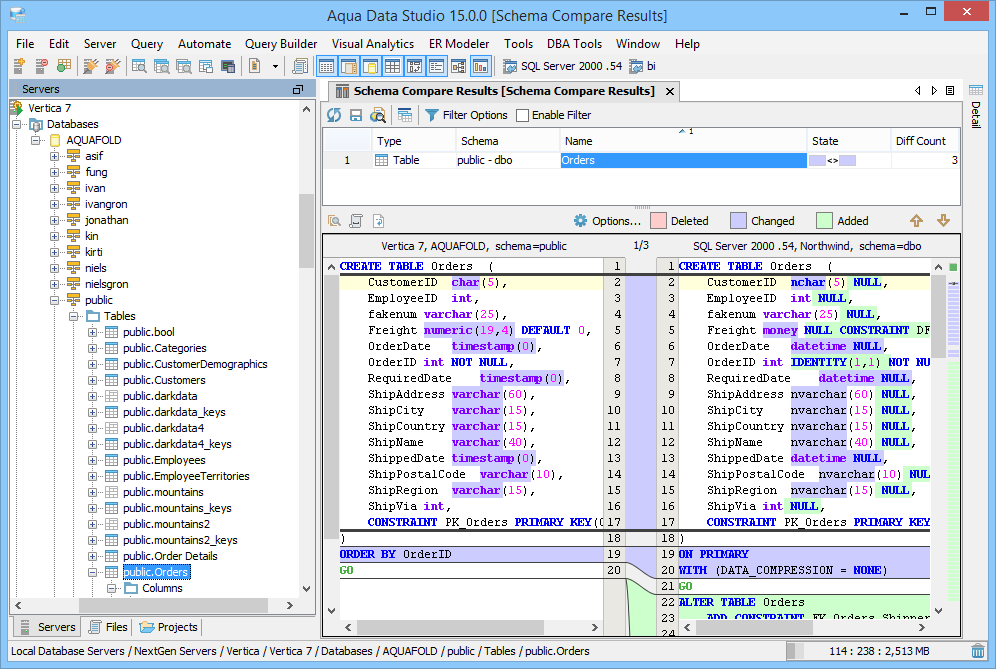 Aqua Data Studio 15.0.0 [Schema Compare Results]
File Edit Server Query Automate Query Builder Visual Analytics ER Modeler Tools DBA Tools Window Help
SQL Server 2000 .54 bi
Servers
Vertica 7
Databases
AQUAFOLD
asif
fung
ivan
ivangron
jonathan
kin
kirti
niels
nielsgron
public
Tables
public.bool
public.Categories
public.CustomerDemographics
public.Customers
public.darkdata
public.darkdata_keys
public.darkdata4
public.darkdata4_keys
public.Employees
public.EmployeeTerritories
public.mountains
public.mountains_keys
public.mountains2
public.mountains2_keys
public.Order Details
public.Orders
Columns
Servers Files Projects
Schema Compare Results [Schema Compare Results]
Detail
Filter Options Enable Filter
Type Schema Name 1 State Diff Count
1 Table public - dbo Orders <> 3
Options... Deleted Changed Added
Vertica 7, AQUAFOLD, schema=public 1/3 SQL Server 2000 .54, Northwind, schema=dbo
CREATE TABLE Orders ( 1 1 CREATE TABLE Orders (
CustomerID char(5), 2 2 CustomerID nchar(5) NULL,
EmployeeID int, 3 3 EmployeeID int NULL,
fakenum varchar(25), 4 4 fakenum varchar(25) NULL,
Freight numeric(19,4) DEFAULT 0, 5 5 Freight money NULL CONSTRAINT DF
OrderDate timestamp(0), 6 6 OrderDate datetime NULL,
OrderID int NOT NULL, 7 7 OrderID int IDENTITY(1,1) NOT NU
RequiredDate timestamp(0), 8 8 RequiredDate datetime NULL,
ShipAddress varchar(60), 9 9 ShipAddress nvarchar(60) NULL,
ShipCity varchar(15), 10 10 ShipCity nvarchar(15) NULL,
ShipCountry varchar(15), 11 11 ShipCountry nvarchar(15) NULL,
ShipName varchar(40), 12 12 ShipName nvarchar(40) NULL,
ShippedDate timestamp(0), 13 13 ShippedDate datetime NULL,
ShipPostalCode varchar(10), 14 14 ShipPostalCode nvarchar(10) NUL
ShipRegion varchar(15), 15 15 ShipRegion nvarchar(15) NULL,
ShipVia int, 16 16 ShipVia int NULL,
CONSTRAINT PK_Orders PRIMARY KEY(O 17 17 CONSTRAINT PK_Orders PRIMARY KEY
) 18 18 )
ORDER BY OrderID 19 19 ON PRIMARY
GO 20 20 WITH (DATA_COMPRESSION = NONE)
21 GO
22 ALTER TABLE Orders
23 ADD CONSTRAINT FK_Orders_Shipper
24
Local Database Servers / NextGen Servers / Vertica / Vertica 7 / Databases / AQUAFOLD / public / Tables / public.Orders 114 : 238 : 2,513 MB